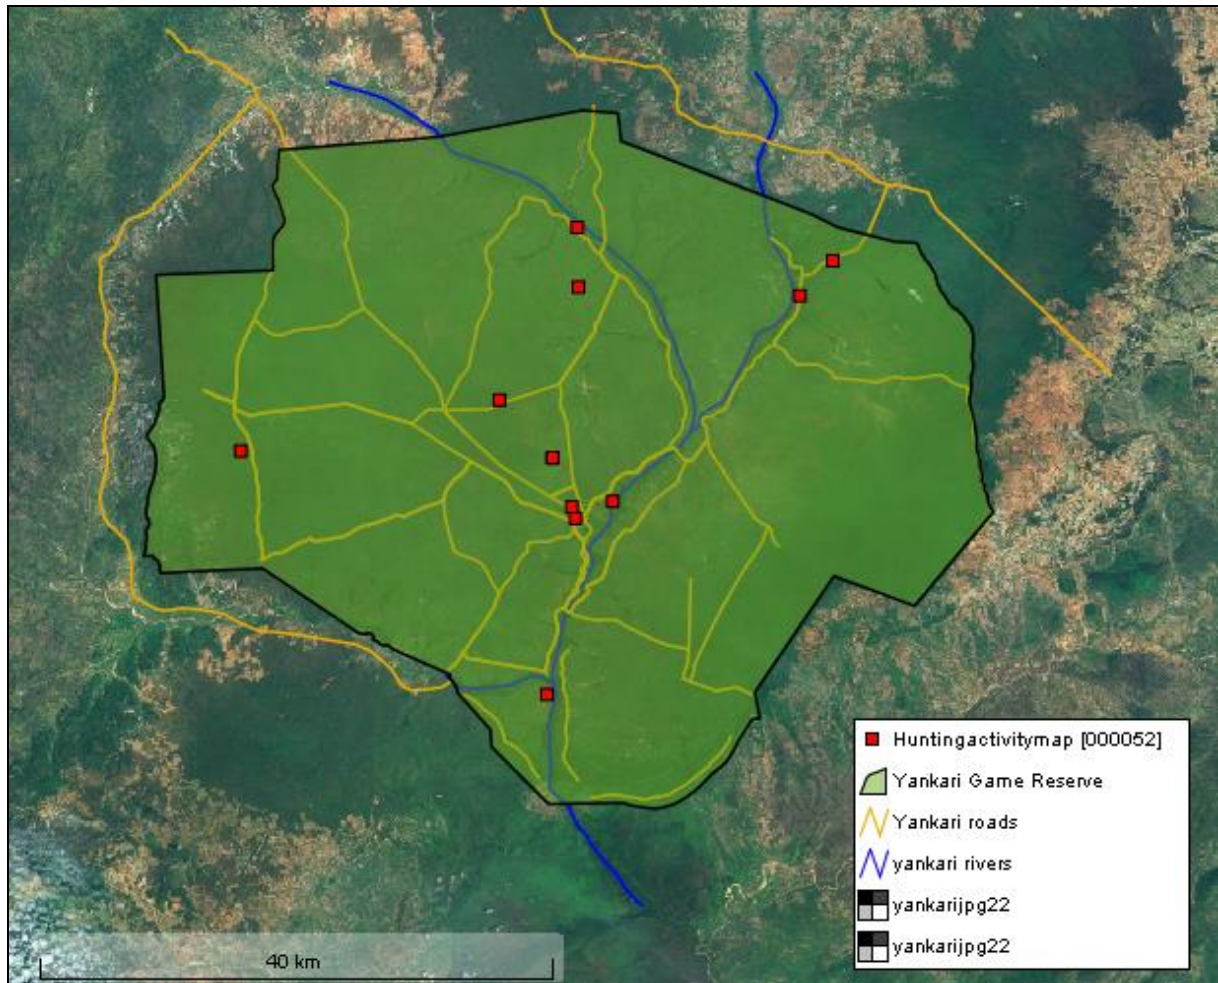 Huntingactivitymap [000052]
Yankari Game Reserve
Yankari roads
yankari rivers
yankarijpg22
yankarijpg22
40 km